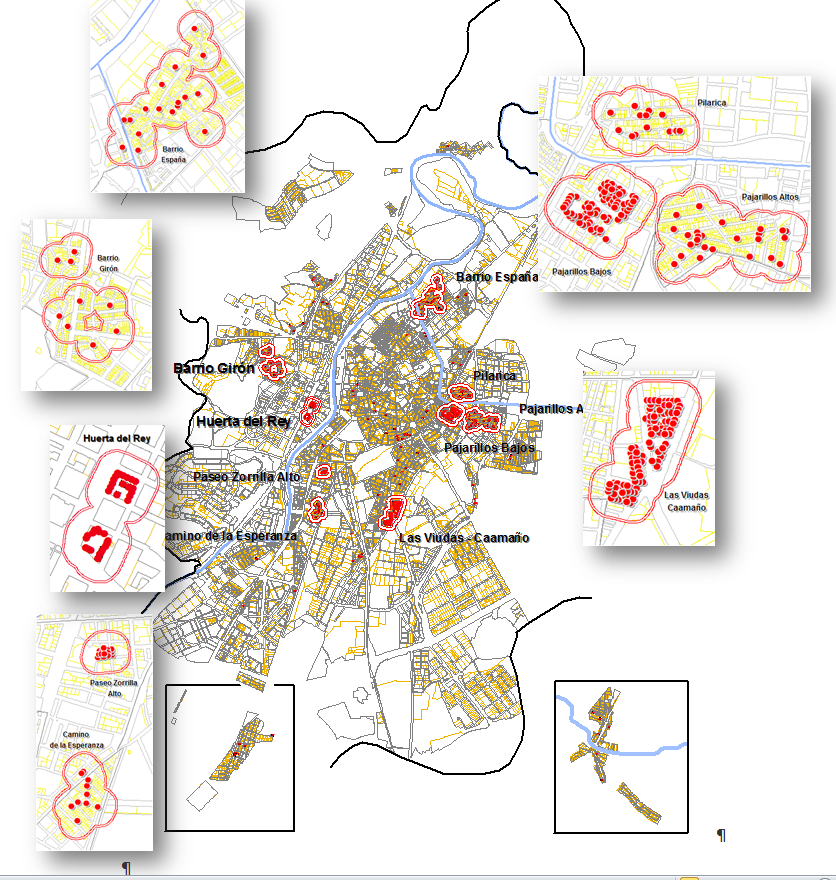 Pilarica
Barrio
España
Pajarillos Altos
Barrio
Girón
Pajarillos Bajos
Barrio España
Barrio Girón
Pilarica
Pajarillos A
Huerta del Rey
Huerta del Rey
Pajarillos Bajos
Paseo Zorrilla Alto
Las Viudas
Caamaño
amino de la Esperanza
Las Viudas - Caamaño
Paseo Zorrilla
Alto
Camino
de la Esperanza
¶
¶